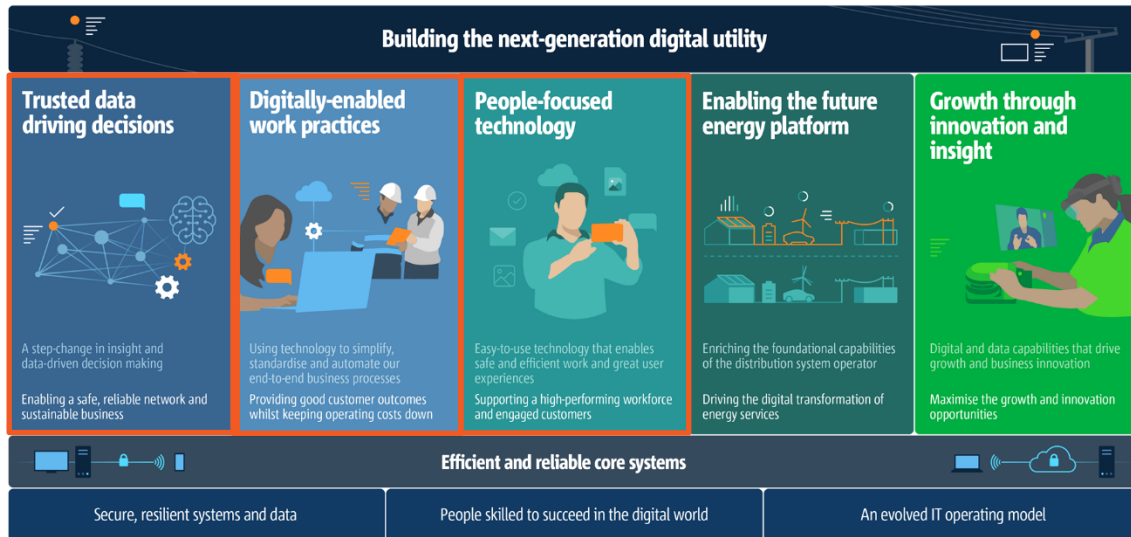 Building the next-generation digital utility
Trusted data
driving decisions
A step-change in insight and
data-driven decision making
Enabling a safe, reliable network and
sustainable business
Digitally-enabled
work practices
Using technology to simplify,
standardise and automate our
end-to-end business processes
Providing good customer outcomes
whilst keeping operating costs down
People-focused
technology
Easy-to-use technology that enables
safe and efficient work and great user
experiences
Supporting a high-performing workforce
and engaged customers
Enabling the future
energy platform
Enriching the foundational capabilities
of the distribution system operator
Driving the digital transformation of
energy services
Growth through
innovation and
insight
Digital and data capabilities that drive
growth and business innovation
Maximise the growth and innovation
opportunities
Efficient and reliable core systems
Secure, resilient systems and data
People skilled to succeed in the digital world
An evolved IT operating model